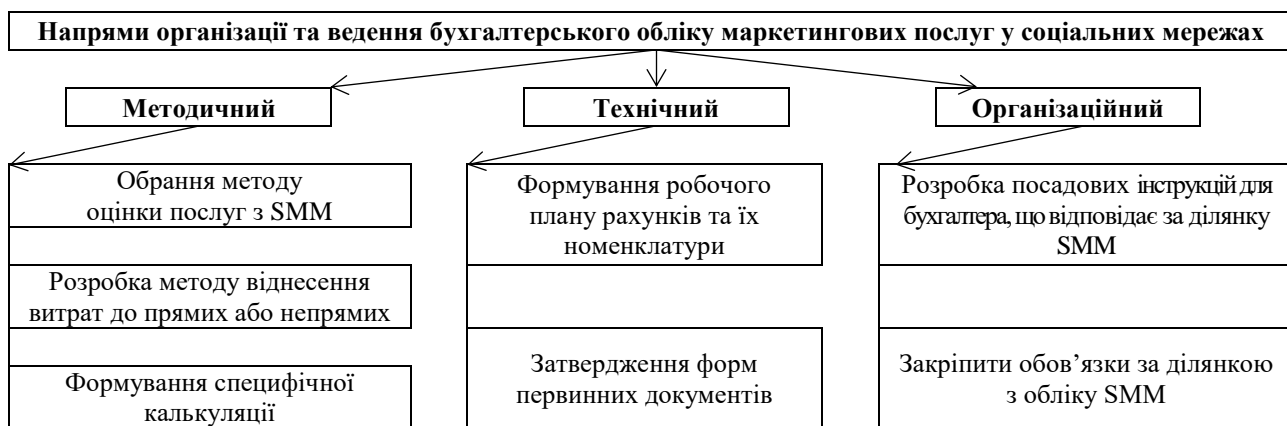 Напрями організації та ведення бухгалтерського обліку маркетингових послуг у соціальних мережах
Методичний
Технічний
Організаційний
Обрання методу
оцінки послуг з SMM
Розробка методу віднесення
витрат до прямих або непрямих
Формування специфічної
калькуляції
Формування робочого
плану рахунків та їх
номенклатури
Затвердження форм
первинних документів
Розробка посадових інструкцій для
бухгалтера, що відповідає за ділянку
SMM
Закріпити обов’язки за ділянкою
з обліку SMM